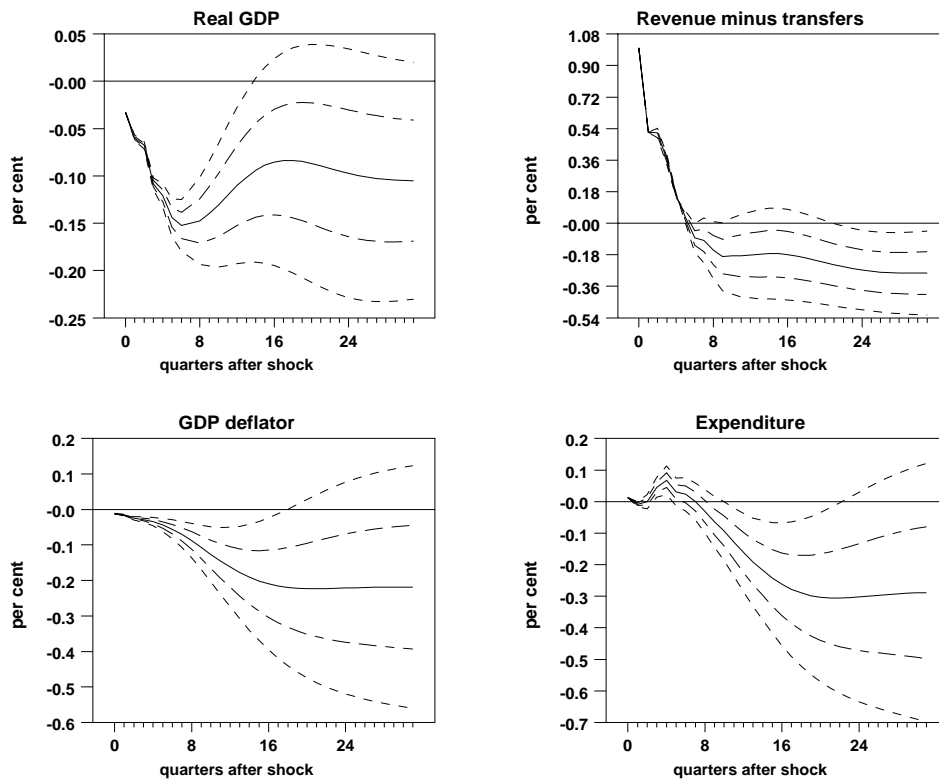 Real GDP
per cent
0.05
-0.00
-0.05
-0.10
-0.15
-0.20
-0.25
0 8 16 24
quarters after shock
Revenue minus transfers
per cent
1.08
0.90
0.72
0.54
0.36
0.18
-0.00
-0.18
-0.36
-0.54
0 8 16 24
quarters after shock
GDP deflator
per cent
0.2
0.1
-0.0
-0.1
-0.2
-0.3
-0.4
-0.5
-0.6
0 8 16 24
quarters after shock
Expenditure
per cent
0.2
0.1
-0.0
-0.1
-0.2
-0.3
-0.4
-0.5
-0.6
-0.7
0 8 16 24
quarters after shock